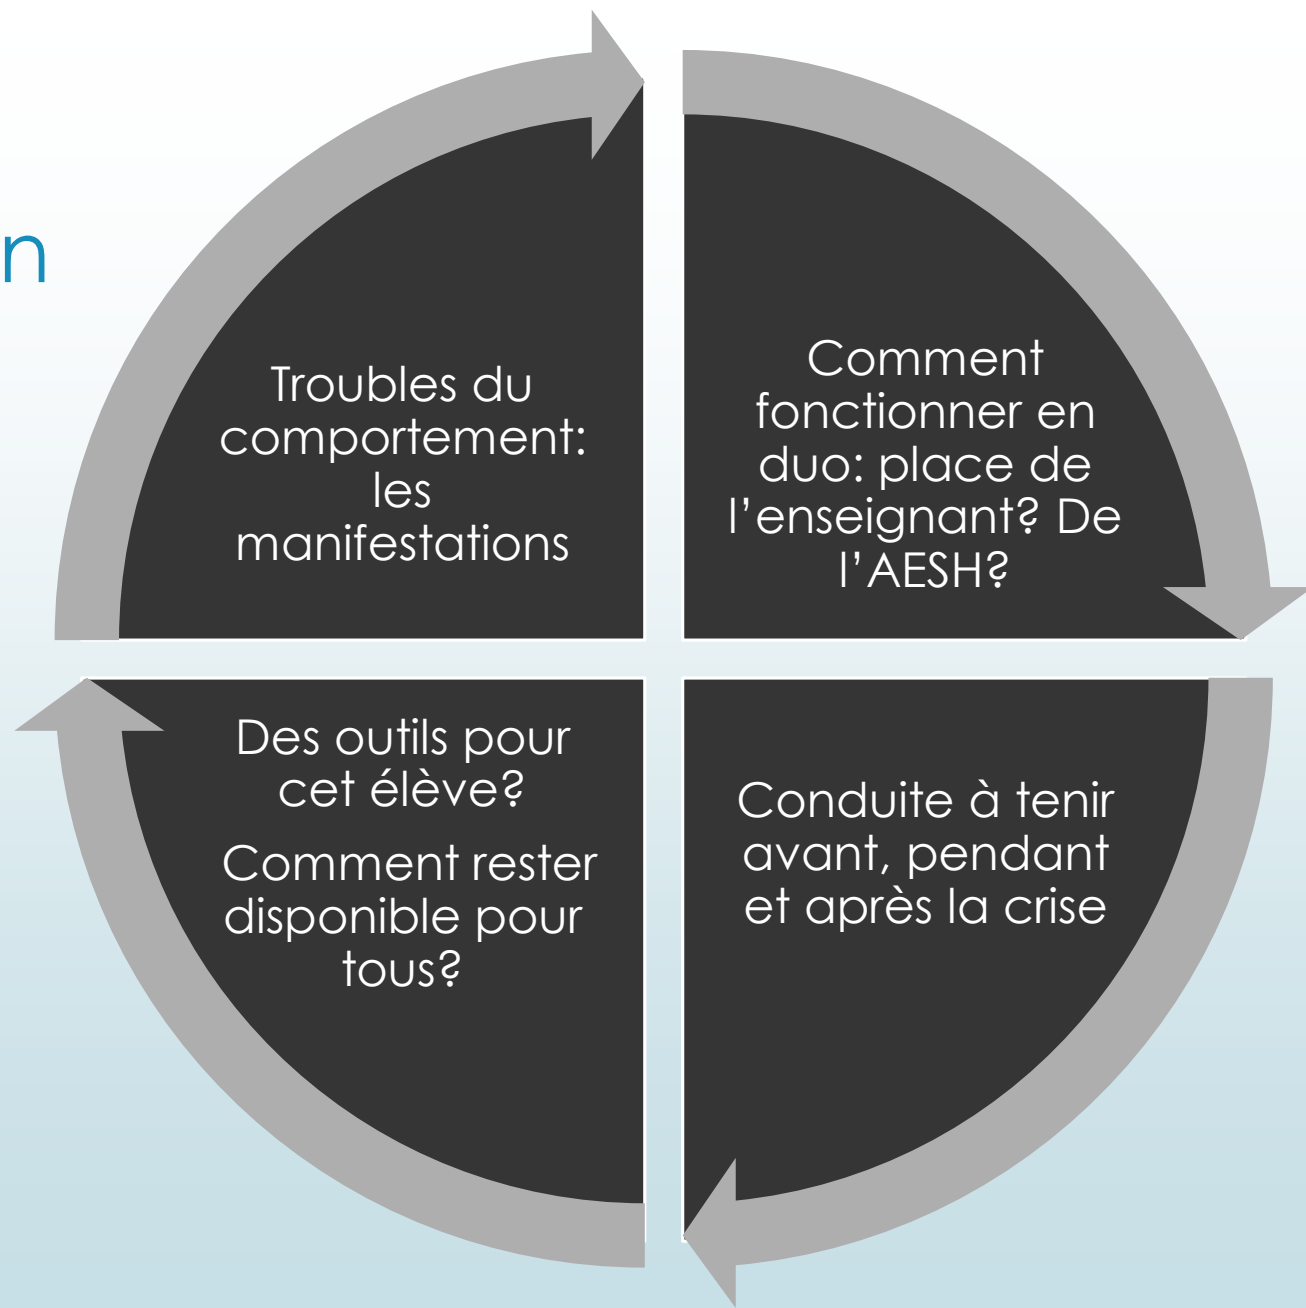 n
Troubles du
comportement:
les
manifestations
Comment
fonctionner en
duo: place de
l’enseignant? De
l’AESH?
Des outils pour
cet élève?
Comment rester
disponible pour
tous?
Conduite à tenir
avant, pendant
et après la crise